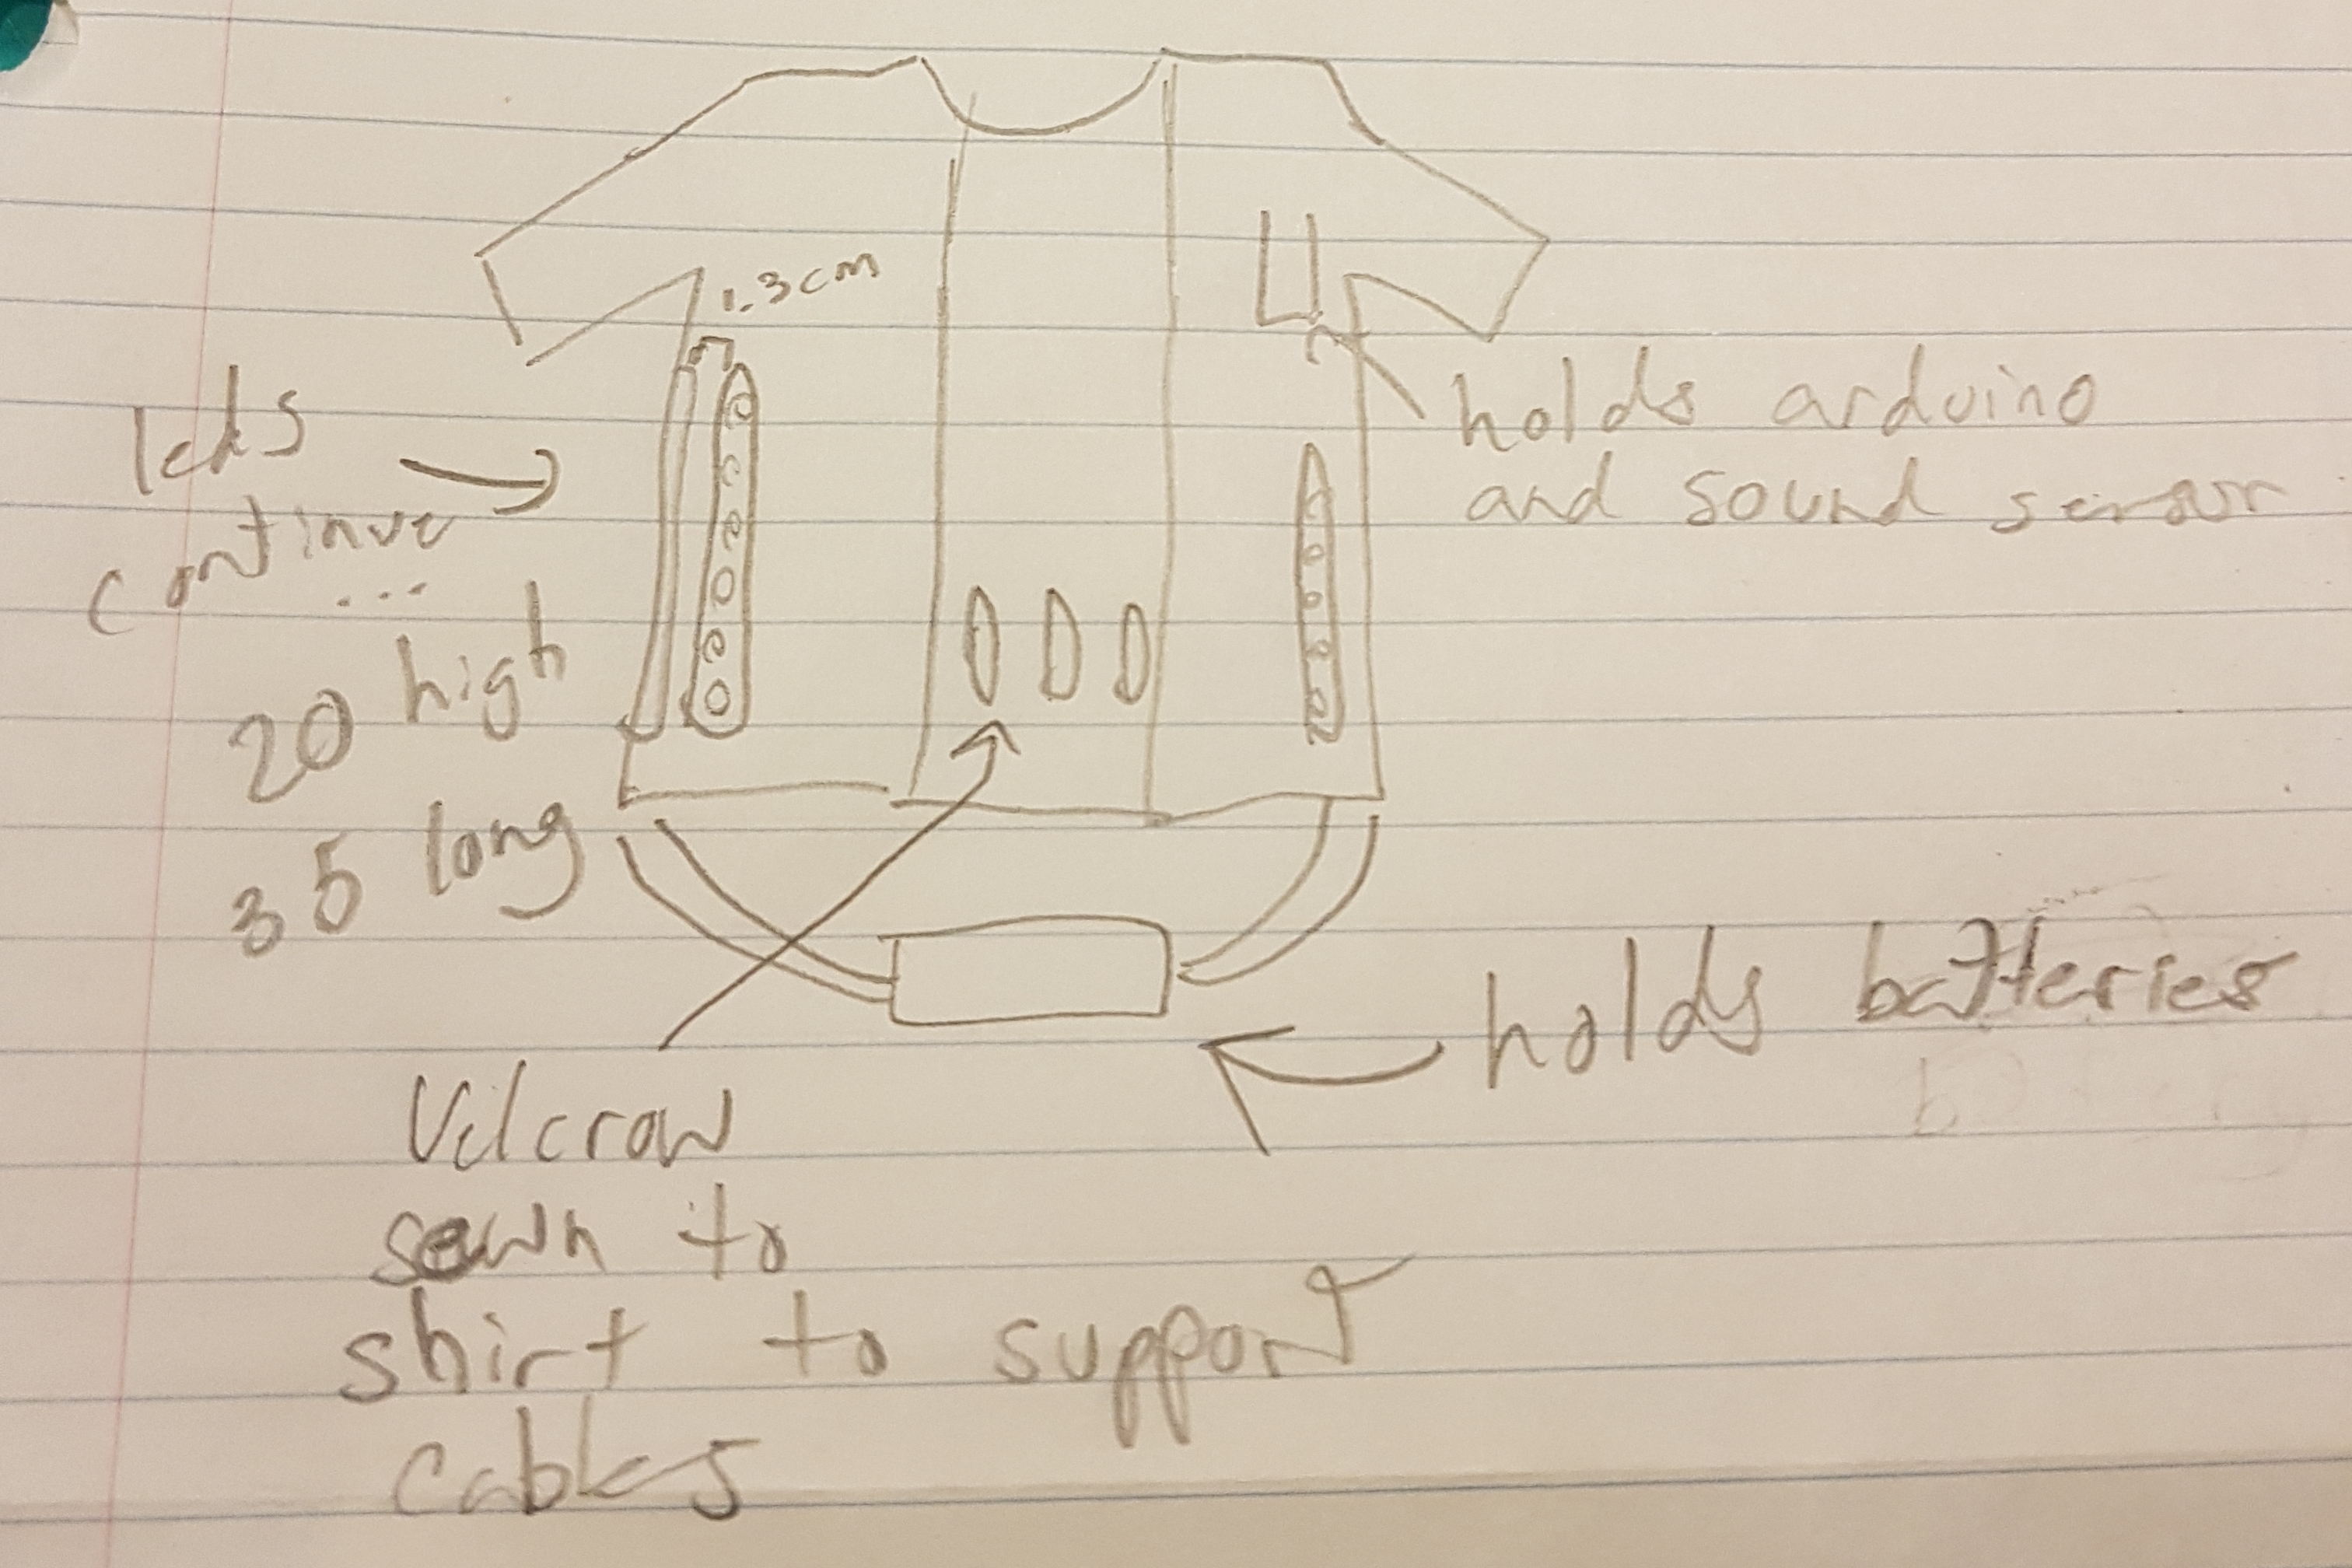 1.3cm
leds
continue
...
20 high
35 long
holds arduino
and sound sensor
holds batteries
Velcrow
sewn to
shirt to support
cables